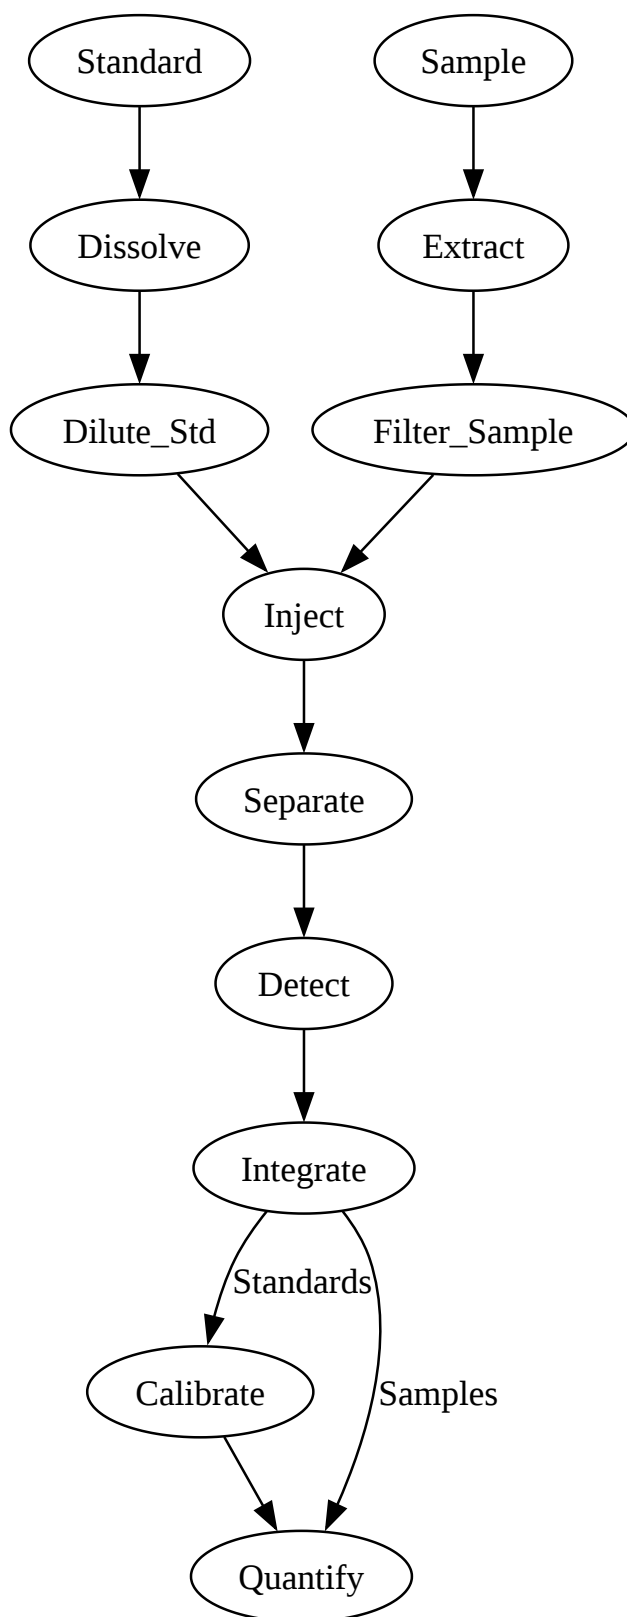 Standard
Sample
Dissolve
Extract
Dilute_Std
Filter_Sample
Inject
Separate
Detect
Integrate
Standards
Calibrate
Samples
Quantify